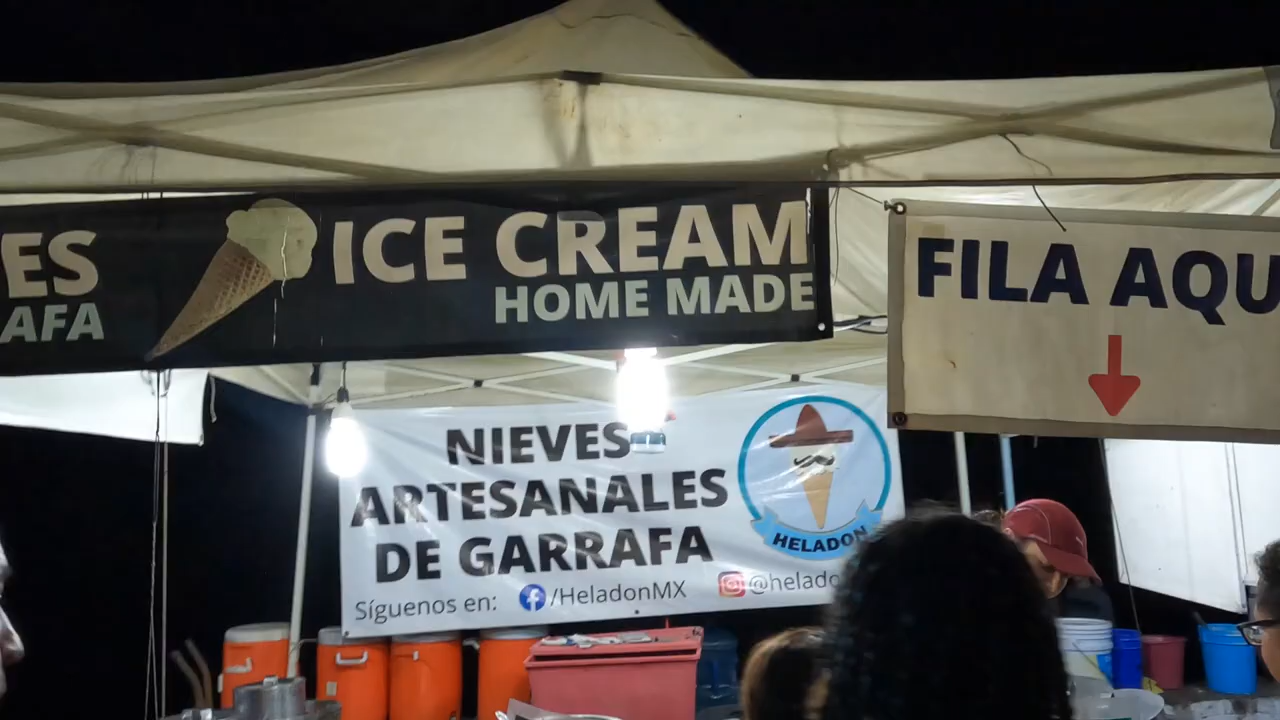 ES
AFA
ICE CREAM
HOME MADE
FILA AQU
NIEVES
ARTESANALES
DE GARRAFA
HELADON
Síguenos en: /HeladonMX @helado